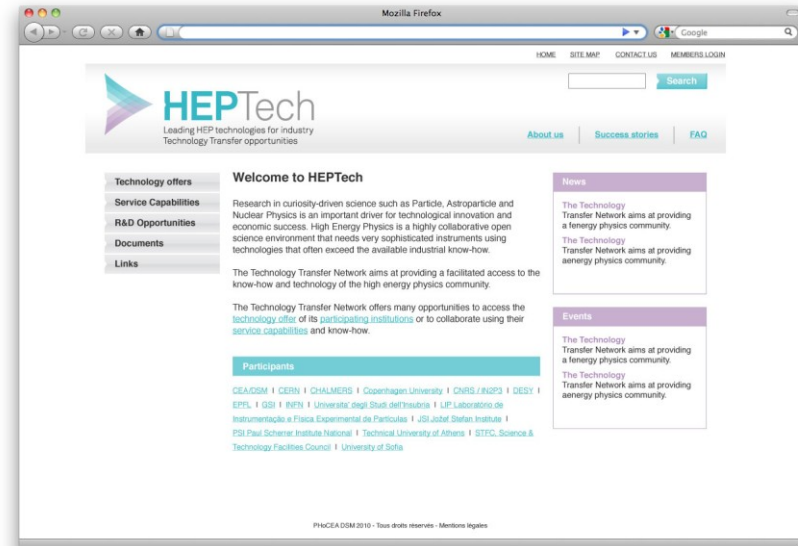 Mozilla Firefox
Google
HOME SITE MAP CONTACT US MEMBERS LOGIN
Search
HEPTech
Leading HEP technologies for industry
Technology Transfer opportunities
About us Success stories FAQ
Technology offers
Service Capabilities
R&D Opportunities
Documents
Links
Welcome to HEPTech
Research in curiosity-driven science such as Particle, Astroparticle and
Nuclear Physics is an important driver for technological innovation and
economic success. High Energy Physics is a highly collaborative open
science environment that needs very sophisticated instruments using
technologies that often exceed the available industrial know-how.
The Technology Transfer Network aims at providing a facilitated access to the
know-how and technology of the high energy physics community.
The Technology Transfer Network offers many opportunities to access the
technology offer of its participating institutions or to collaborate using their
service capabilities and know-how.
Participants
CEA/DSM I CERN I CHALMERS I Copenhagen University I CNRS / IN2P3 I DESY I
EPFL I GSI I INFN I Universita' degli Studi dell'Insubria I LIP Laboratório de
Instrumentação e Física Experimental de Partículas I JSI Jožef Stefan Institute I
PSI Paul Scherrer Institute National I Technical University of Athens I STFC, Science &
Technology Facilities Council I University of Sofia
News
The Technology
Transfer Network aims at providing
a fenergy physics community.
The Technology
Transfer Network aims at providing
aenergy physics community.
Events
The Technology
Transfer Network aims at providing
a fenergy physics community.
The Technology
Transfer Network aims at providing
aenergy physics community.
PHoCEA DSM 2010 - Tous droits réservés - Mentions légales